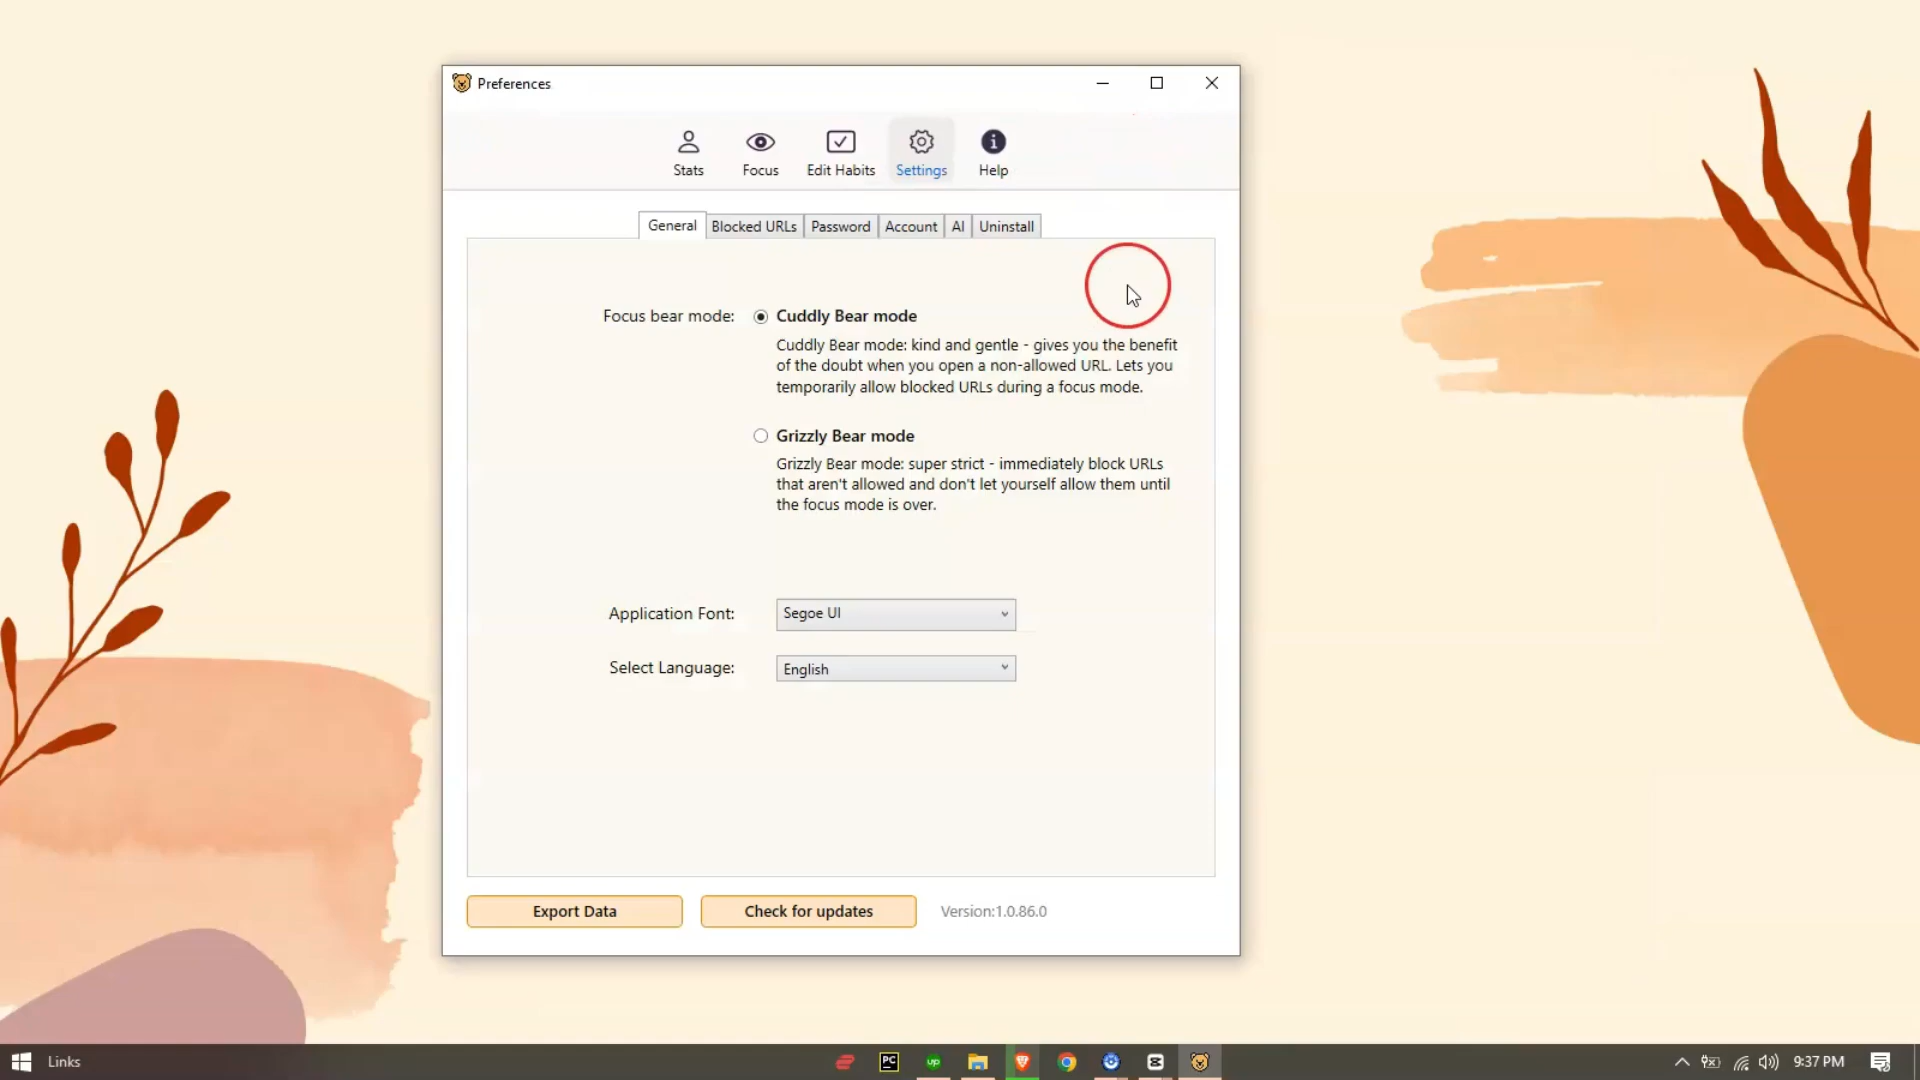 Preferences
Stats
Focus
Edit Habits
Settings
Help
General
Blocked URLs
Password
Account
AI
Uninstall
Focus bear mode:
Cuddly Bear mode
Cuddly Bear mode: kind and gentle - gives you the benefit
of the doubt when you open a non-allowed URL. Lets you
temporarily allow blocked URLs during a focus mode.
Grizzly Bear mode
Grizzly Bear mode: super strict - immediately block URLs
that aren't allowed and don't let yourself allow them until
the focus mode is over.
Application Font:
Segoe UI
Select Language:
English
Export Data
Check for updates
Version:1.0.86.0
Links
PC
up
9:37 PM